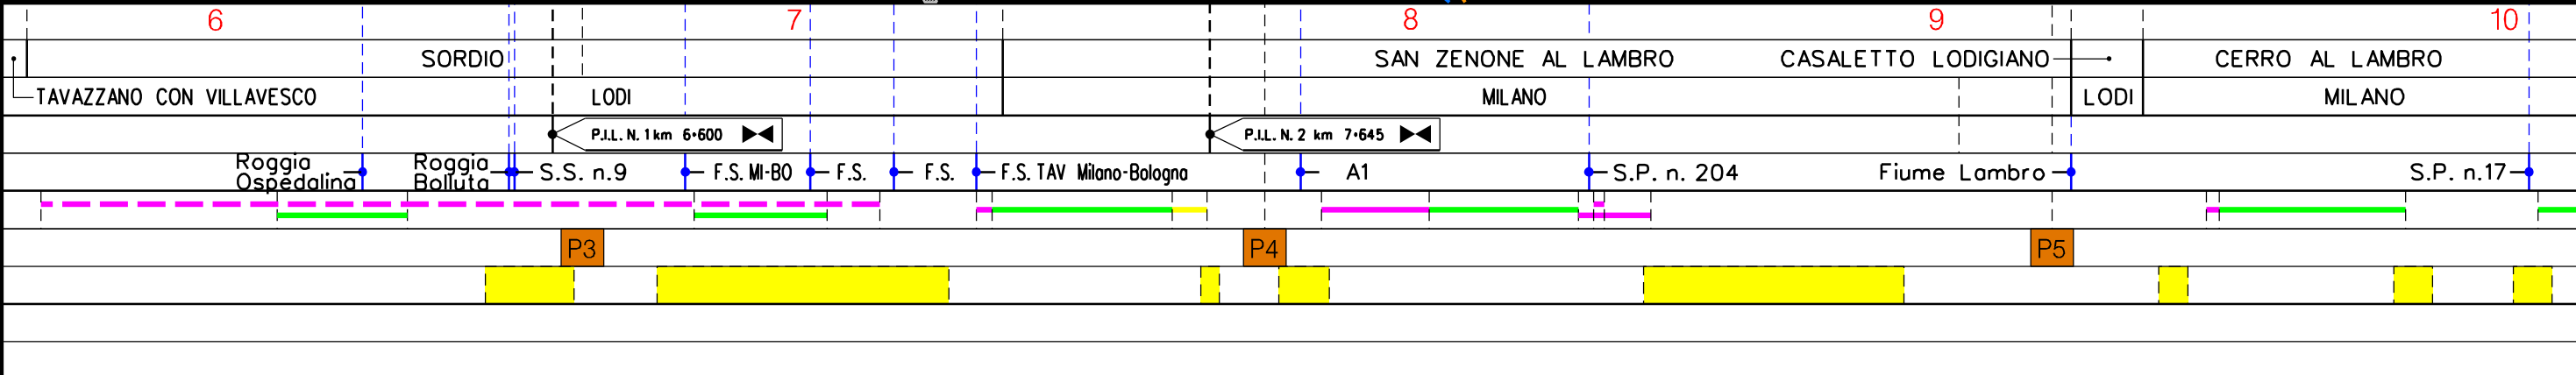 6 7 8 9 10
SORDIO SAN ZENONE AL LAMBRO CASALETTO LODIGIANO CERRO AL LAMBRO
TAVAZZANO CON VILLAVESCO LODI MILANO LODI MILANO
P.I.L. N. 1 km 6+600 P.I.L. N. 2 km 7+645
Roggia
Ospedalina
Roggia
Bolluta
S.S. n.9 F.S. MI-BO F.S. F.S. F.S. TAV Milano-Bologna A1 S.P. n. 204 Fiume Lambro S.P. n.17
P3 P4 P5